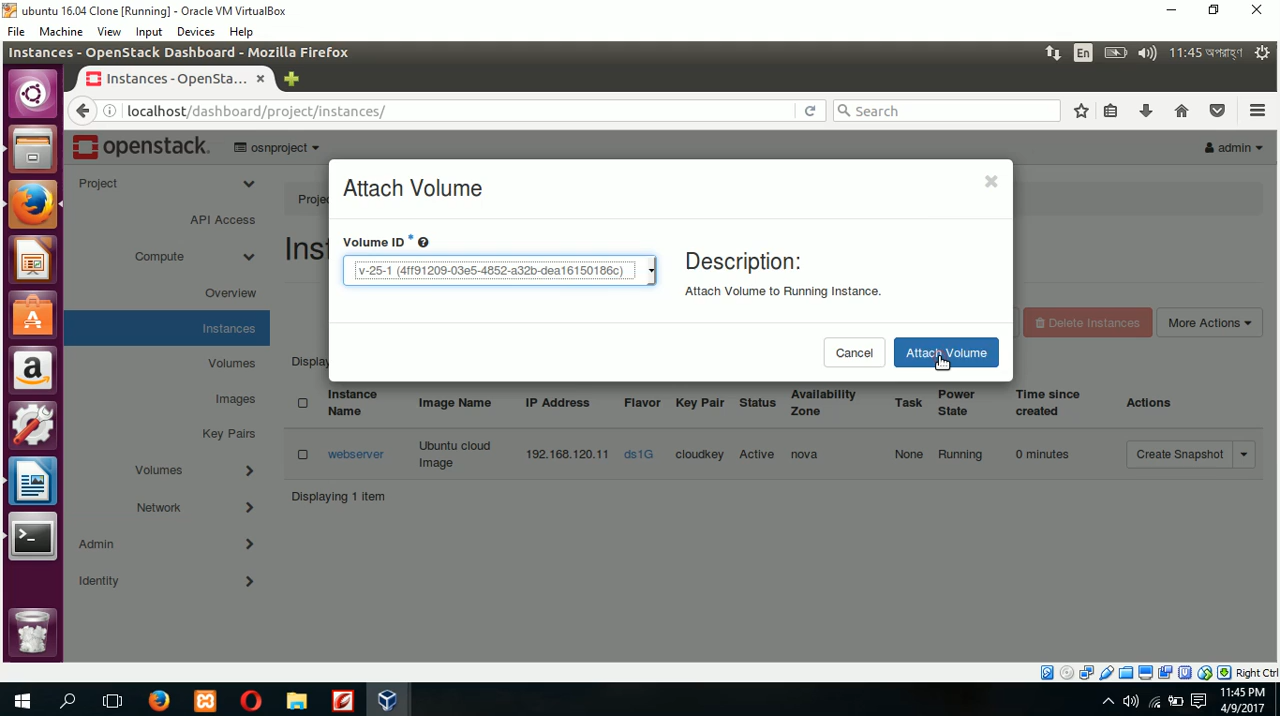 ubuntu 16.04 Clone [Running] - Oracle VM VirtualBox
File Machine View Input Devices Help
Instances - OpenStack Dashboard - Mozilla Firefox
En
11:45 অপরাহ্ণ
Instances - OpenSta...
localhost/dashboard/project/instances/
Search
openstack.
osnproject
admin
Project
API Access
Compute
Overview
Instances
Volumes
Images
Key Pairs
Volumes
Network
Admin
Identity
Attach Volume
Volume ID *
v-25-1 (4ff91209-03e5-4852-a32b-dea16150186c)
Description:
Attach Volume to Running Instance.
Cancel
Attach Volume
Delete Instances
More Actions
Instance Name
Image Name
IP Address
Flavor
Key Pair
Status
Availability Zone
Task
Power State
Time since created
Actions
webserver
Ubuntu cloud Image
192.168.120.11
ds1G
cloudkey
Active
nova
None
Running
0 minutes
Create Snapshot
Displaying 1 item
Right Ctrl
11:45 PM
4/9/2017